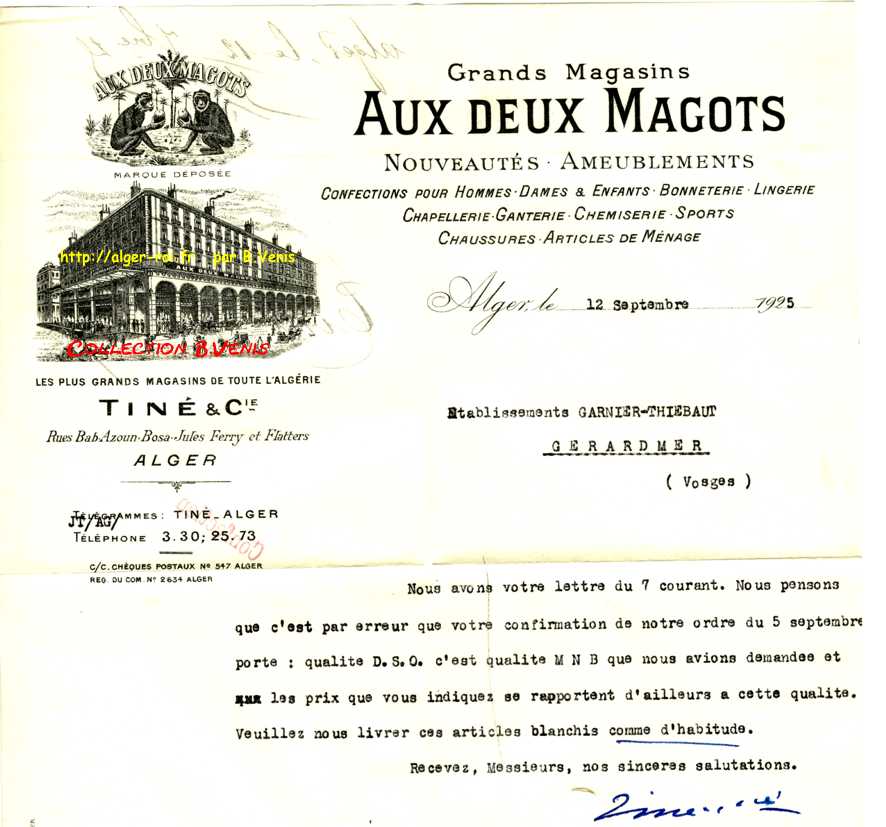 AUX DEUX MAGOTS
MARQUE DÉPOSÉE
http://alger-roi.fr par B.Venis
AUX DEUX MAGOTS
COLLECTION B.VENIS
LES PLUS GRANDS MAGASINS DE TOUTE L'ALGÉRIE
TINÉ & CIE
Rues Bab-Azoun-Bosa-Jules Ferry et Flatters
ALGER
TÉLÉGRAMMES: TINÉ-ALGER
JT/AG/
TÉLÉPHONE 3.30; 25.73
C/C. CHÈQUES POSTAUX Nº 547 ALGER
REG. DU COM. Nº 2634 ALGER
Grands Magasins
AUX DEUX MAGOTS
NOUVEAUTÉS · AMEUBLEMENTS
CONFECTIONS POUR HOMMES · DAMES & ENFANTS · BONNETERIE · LINGERIE
CHAPELLERIE · GANTERIE · CHEMISERIE · SPORTS
CHAUSSURES · ARTICLES DE MÉNAGE
Alger, le 12 Septembre 1925
Etablissements GARNIER-THIEBAUT
GERARDMER
( Vosges )
Nous avons votre lettre du 7 courant. Nous pensons
que c'est par erreur que votre confirmation de notre ordre du 5 septembre
porte : qualite D.S.O. c'est qualite M N B que nous avions demandee et
les prix que vous indiquez se rapportent d'ailleurs a cette qualite.
Veuillez nous livrer ces articles blanchis comme d'habitude.
Recevez, Messieurs, nos sinceres salutations.